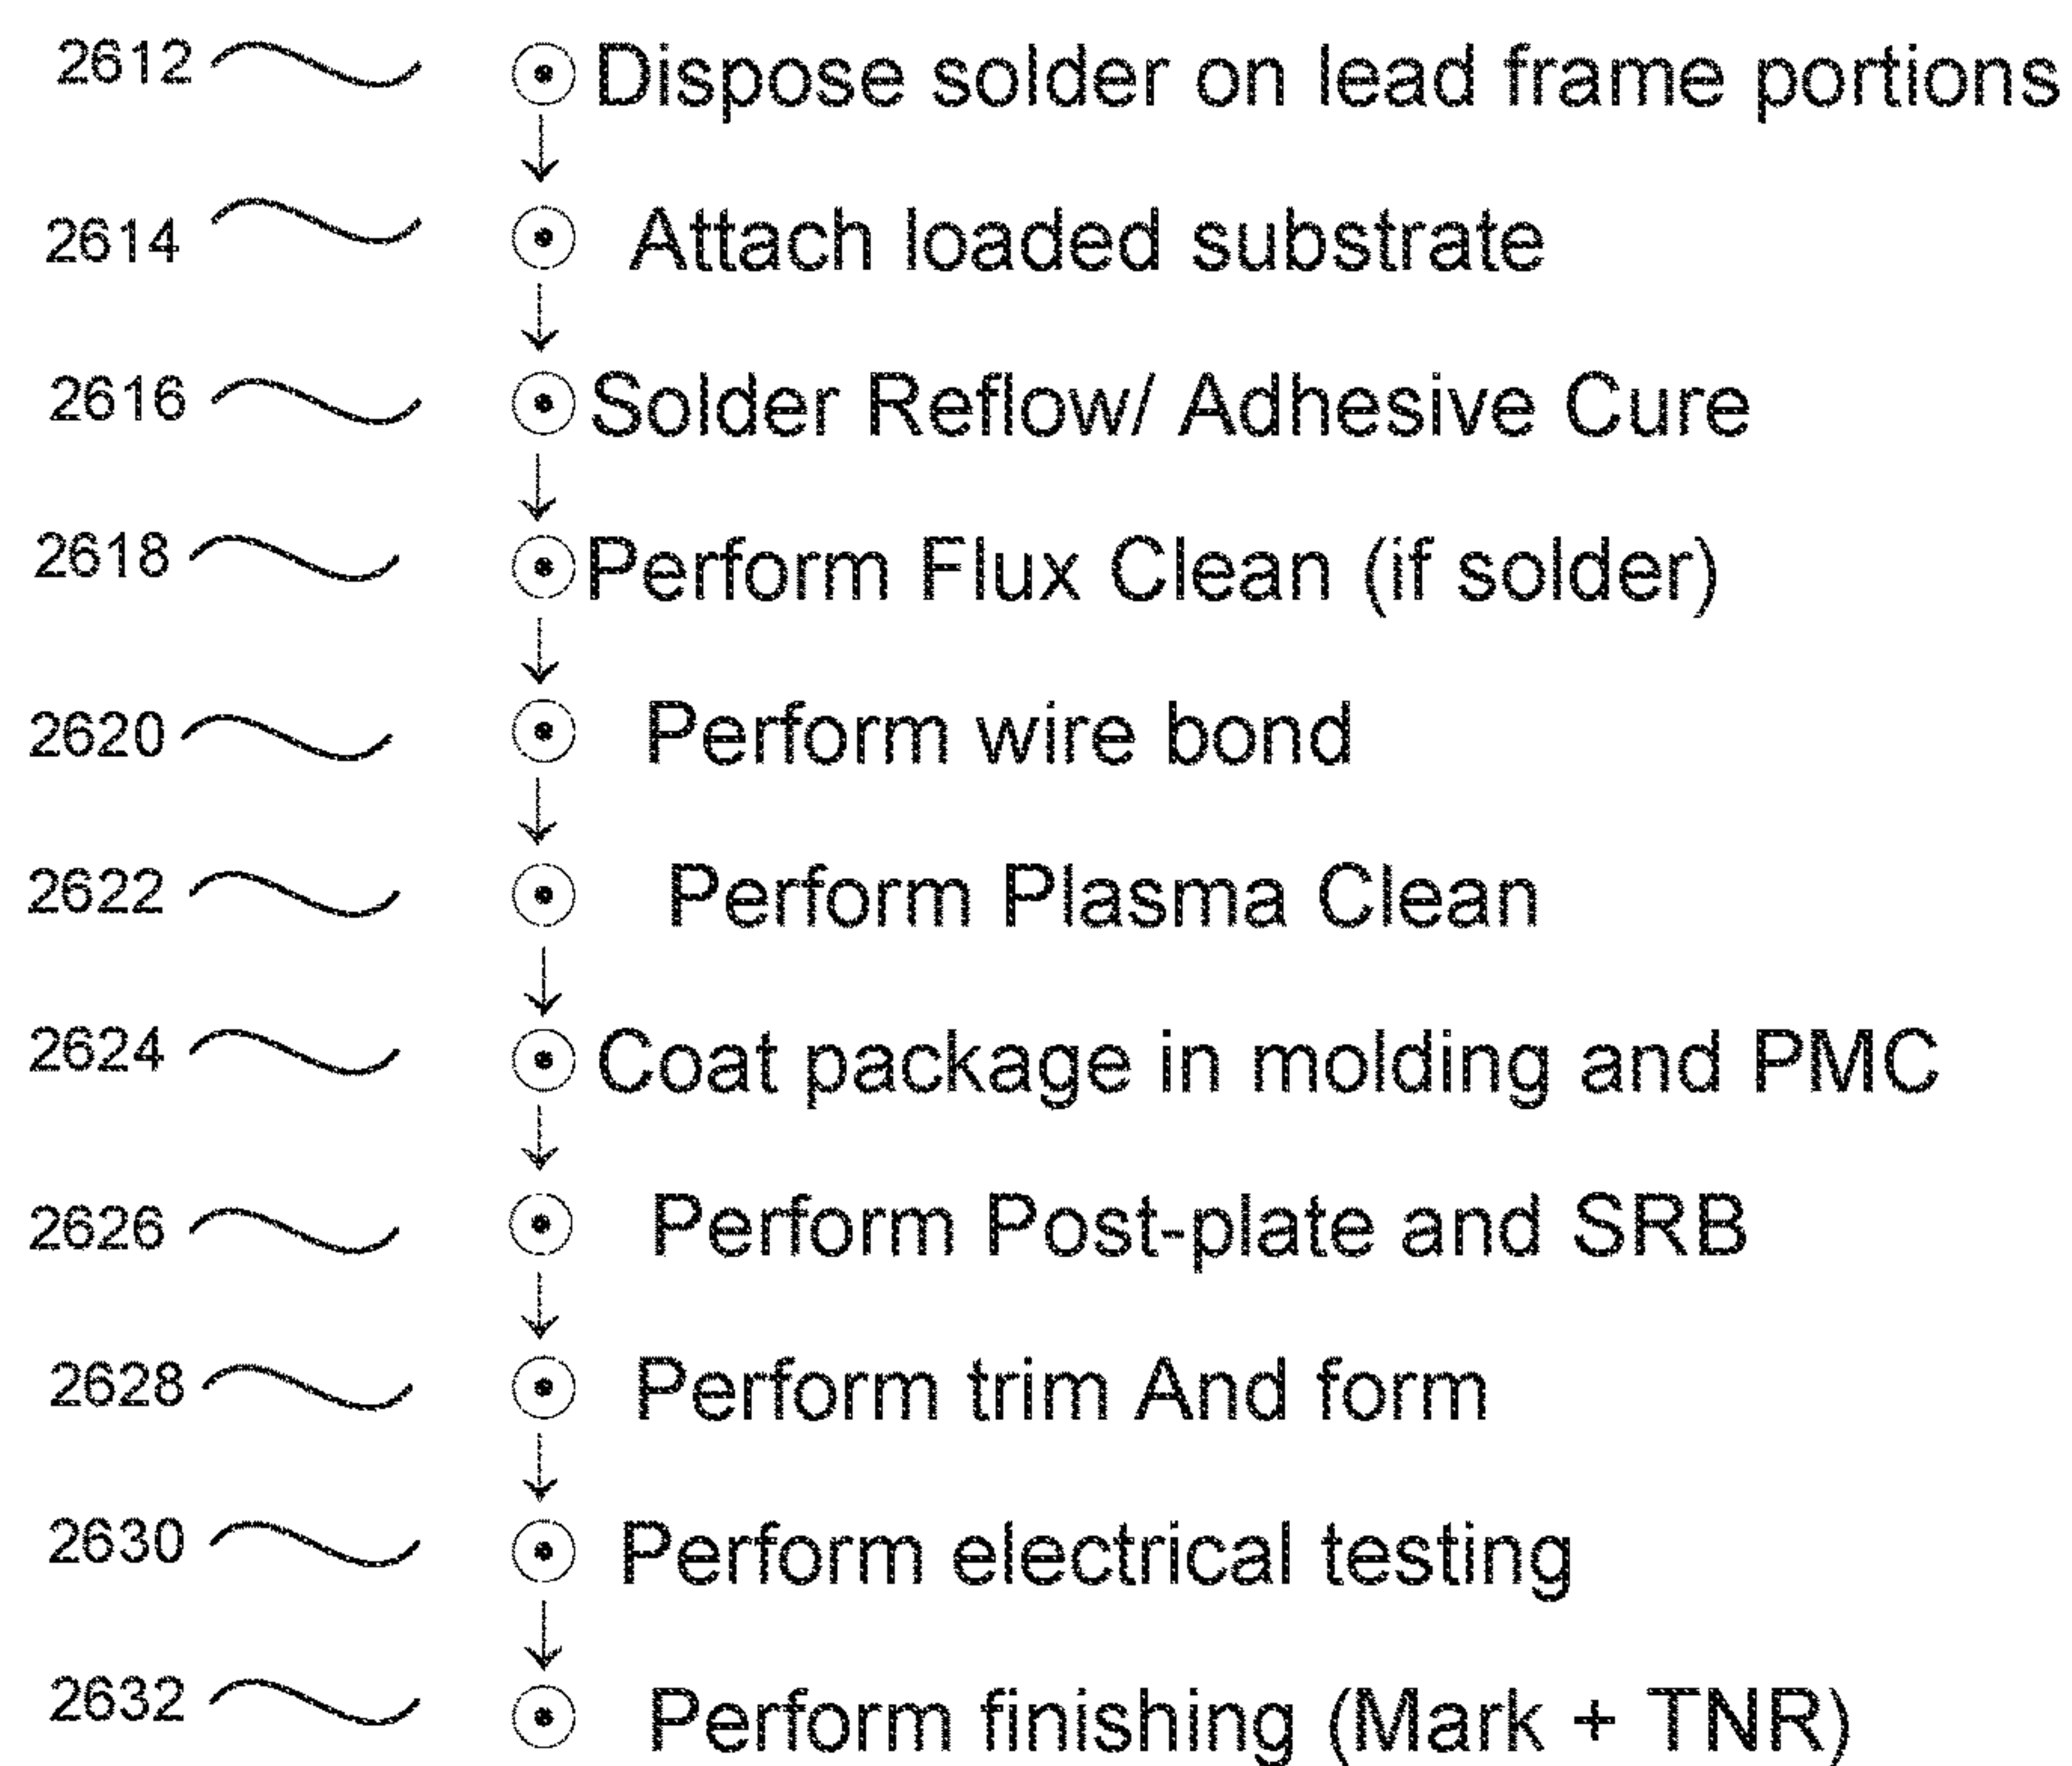 2612 Dispose solder on lead frame portions
2614 Attach loaded substrate
2616 Solder Reflow/ Adhesive Cure
2618 Perform Flux Clean (if solder)
2620 Perform wire bond
2622 Perform Plasma Clean
2624 Coat package in molding and PMC
2626 Perform Post-plate and SRB
2628 Perform trim And form
2630 Perform electrical testing
2632 Perform finishing (Mark + TNR)